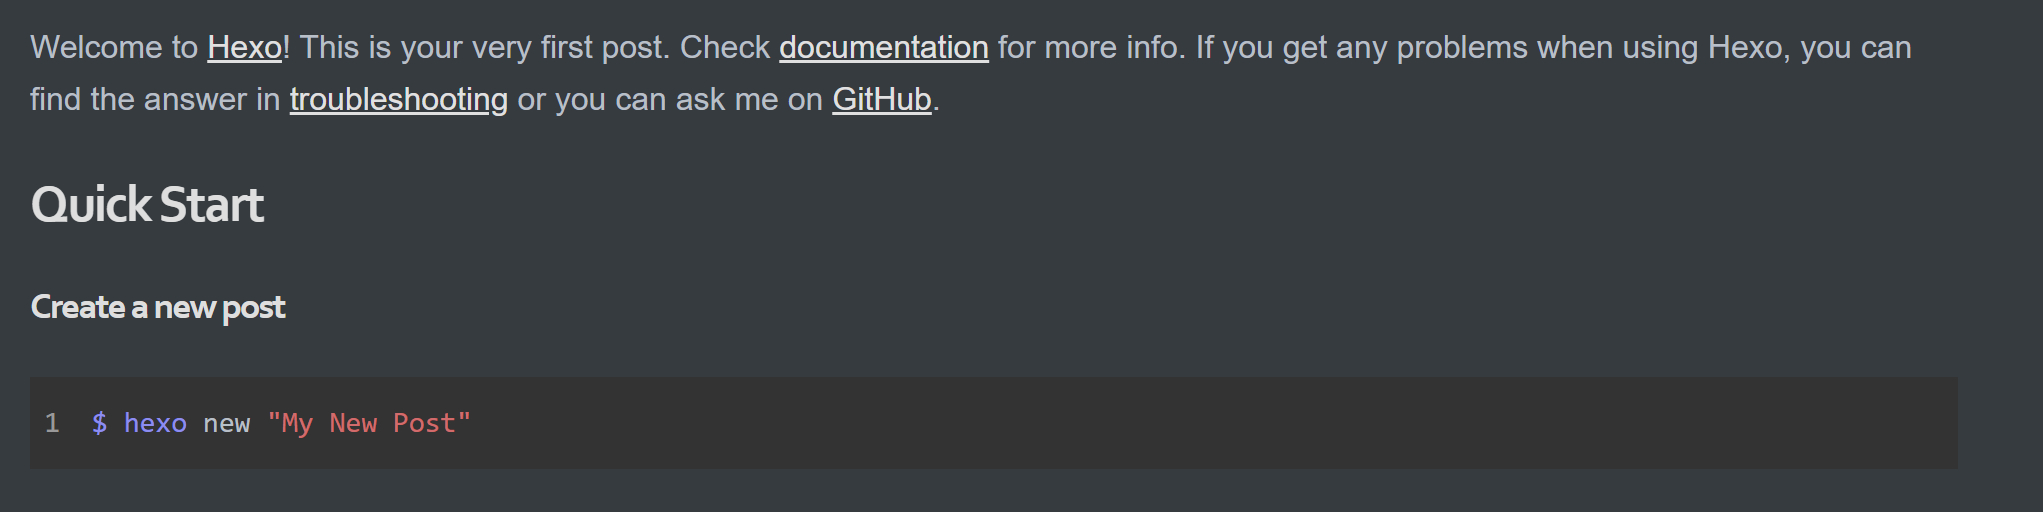 Welcome to Hexo! This is your very first post. Check documentation for more info. If you get any problems when using Hexo, you can
find the answer in troubleshooting or you can ask me on GitHub.
Quick Start
Create a new post
1 $ hexo new "My New Post"